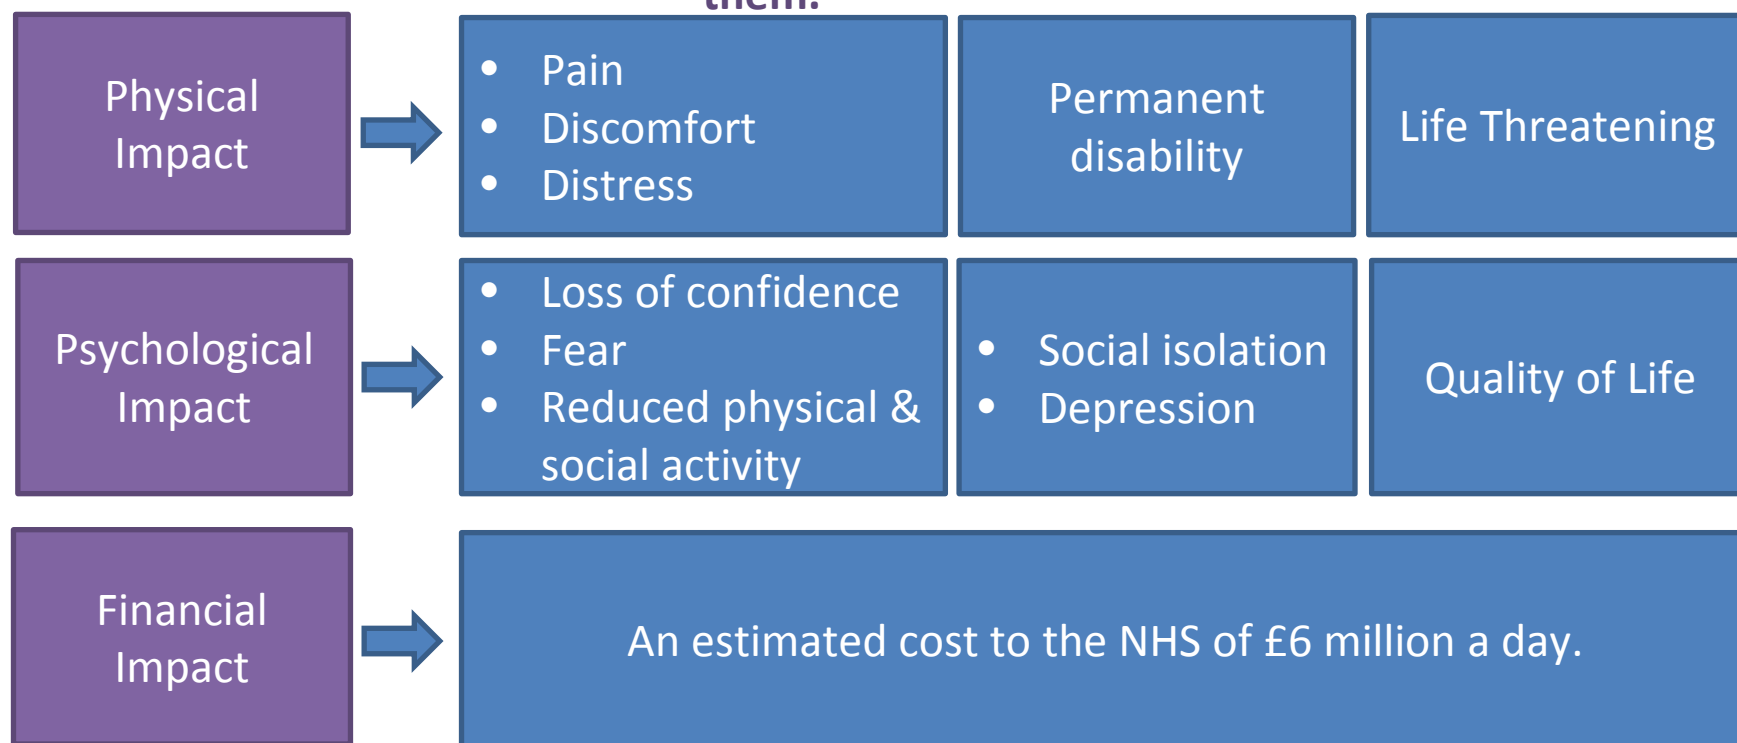 them.
Physical
Impact
• Pain
• Discomfort
• Distress
Permanent
disability
Life Threatening
Psychological
Impact
• Loss of confidence
• Fear
• Reduced physical &
social activity
• Social isolation
• Depression
Quality of Life
Financial
Impact
An estimated cost to the NHS of £6 million a day.